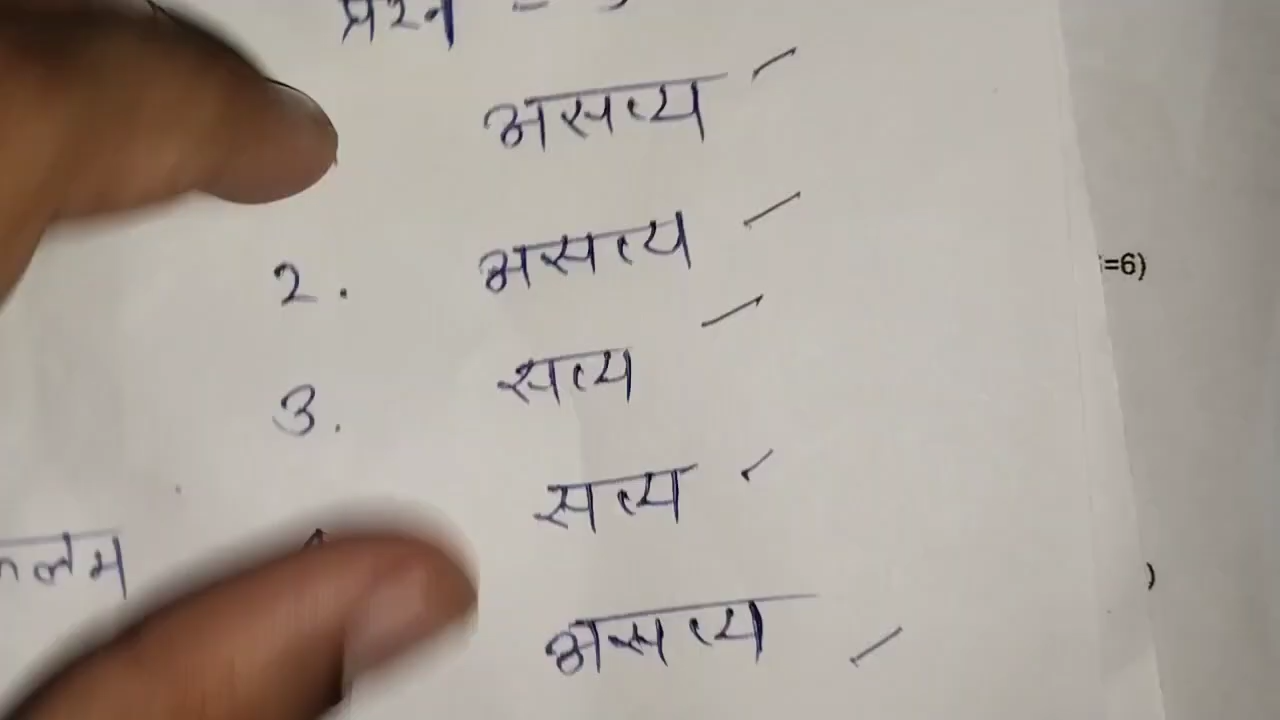 प्रश्न -
असत्य
=6)
2. असत्य
3. सत्य
सत्य
)
असत्य